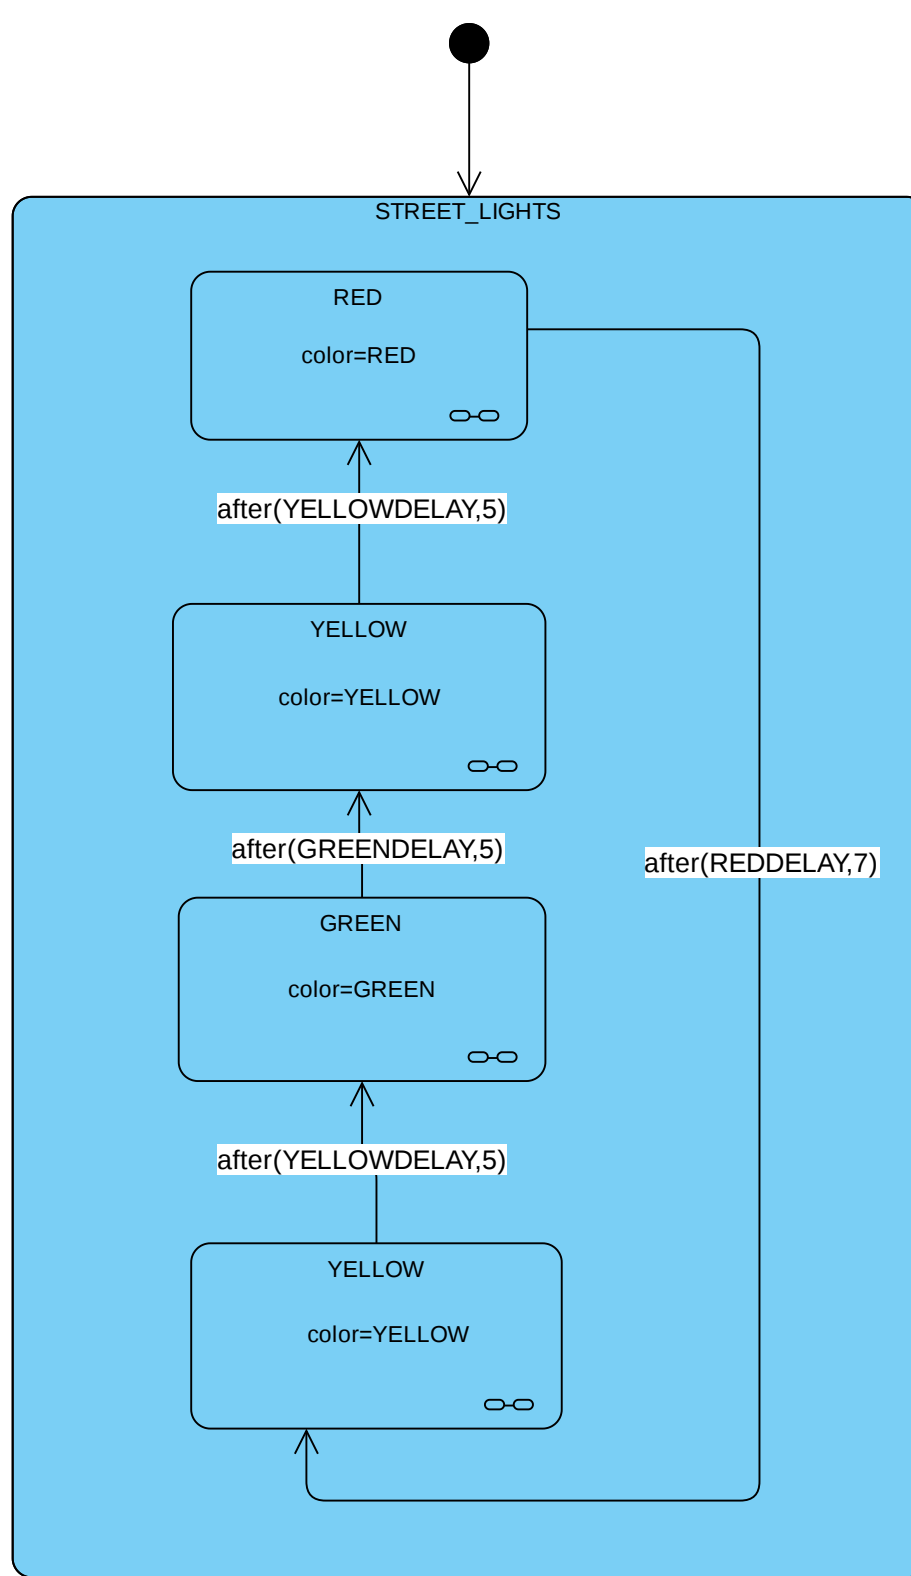 STREET_LIGHTS
RED
color=RED
after(YELLOWDELAY,5)
YELLOW
color=YELLOW
after(GREENDELAY,5)
after(REDDELAY,7)
GREEN
color=GREEN
after(YELLOWDELAY,5)
YELLOW
color=YELLOW